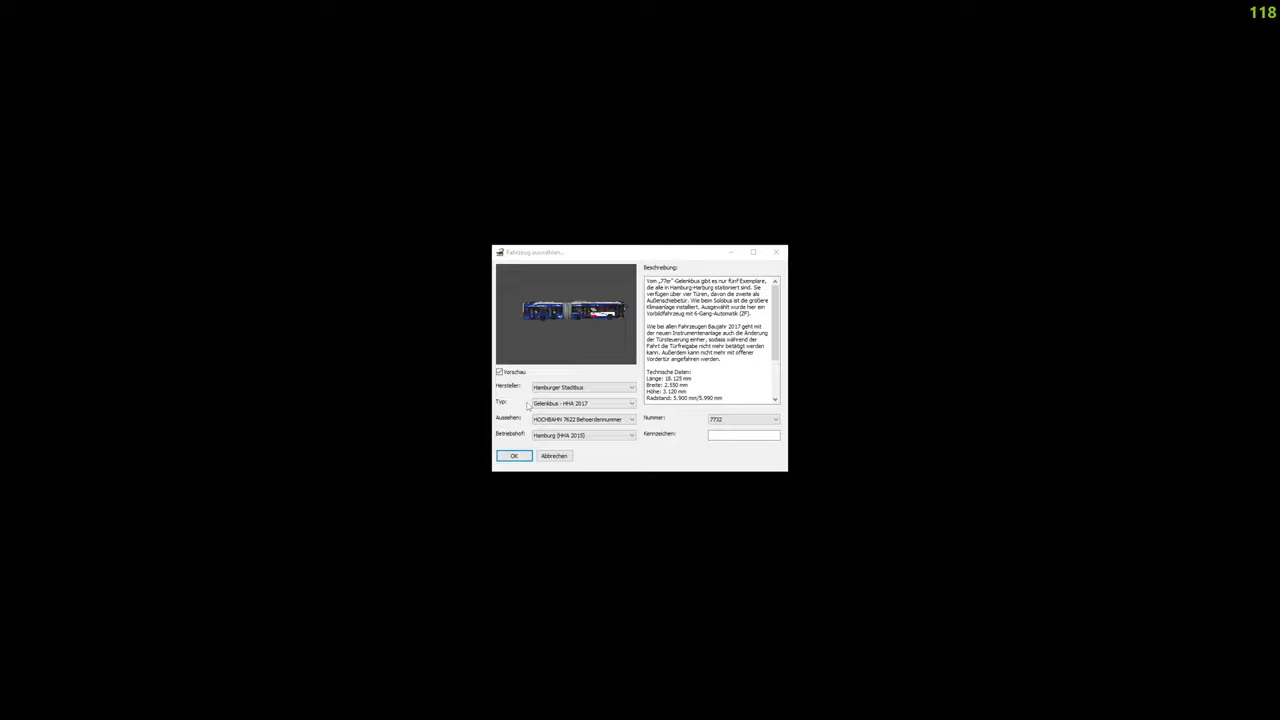 118
Fahrzeug auswählen...
Beschreibung:
Vom „77er“-Gelenkbus gibt es nur fünf Exemplare,
die alle in Hamburg-Harburg stationiert sind. Sie
verfügen über vier Türen, davon die zweite als
Außenschiebetür. Wie beim Solobus ist die größere
Klimaanlage installiert. Ausgewählt wurde hier ein
Vorbildfahrzeug mit 6-Gang-Automatik (ZF).
Wie bei allen Fahrzeugen Baujahr 2017 geht mit
der neuen Instrumentenanlage auch die Änderung
der Türsteuerung einher, sodass während der
Fahrt die Türfreigabe nicht mehr betätigt werden
kann. Außerdem kann nicht mehr mit offener
Vordertür angefahren werden.
Technische Daten:
Länge: 18.125 mm
Breite: 2.550 mm
Höhe: 3.120 mm
Radstand: 5.900 mm/5.990 mm
Vorschau
Hersteller: Hamburger Stadtbus
Typ: Gelenkbus - HHA 2017
Aussehen: HOCHBAHN 7622 Behoerdennummer
Nummer: 7732
Betriebshof: Hamburg (HHA 2015)
Kennzeichen:
OK
Abbrechen